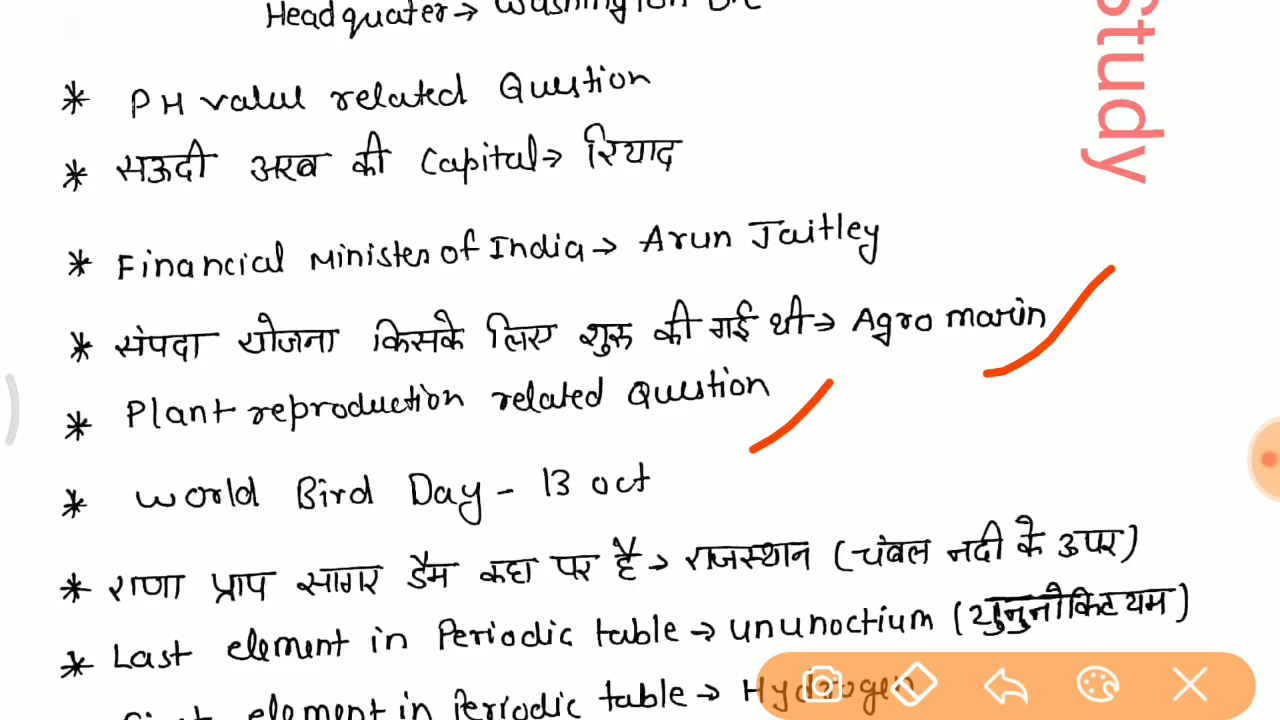 Headquater → Washington D.C
* PH value related Question
* सऊदी अरब की Capital → रियाद
* Financial Minister of India → Arun Jaitley
* संपदा योजना किसके लिए शुरू की गई थी → Agro marin
* Plant reproduction related Question
* World Bird Day - 13 oct
* राणा प्राप सागर डैम कहा पर है → राजस्थान (चंबल नदी के ऊपर)
* Last element in Periodic table → ununoctium (युनुनोक्टियम)
First element in Periodic table → Hydrogen
Study